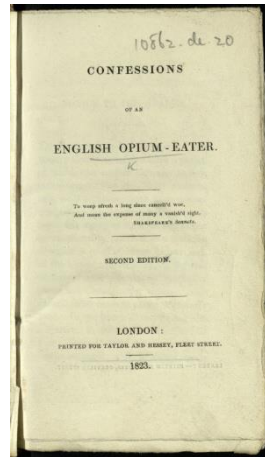 10862.de.20
CONFESSIONS
OF AN
ENGLISH OPIUM-EATER.
K
To weep afresh a long since cancell'd woe,
And moan the expense of many a vanish'd sight.
SHAKSPEARE'S Sonnets.
SECOND EDITION.
LONDON:
PRINTED FOR TAYLOR AND HESSEY, FLEET STREET.
1823.